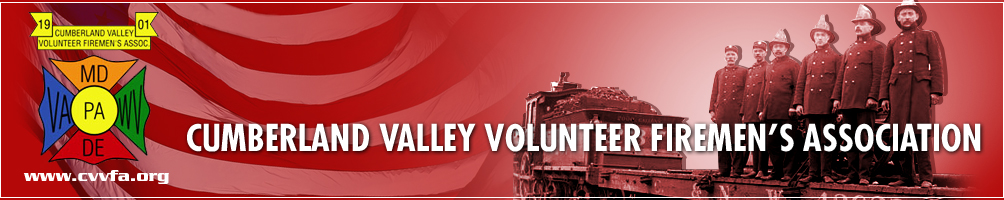 19 01
CUMBERLAND VALLEY
VOLUNTEER FIREMEN'S ASSOC.
MD
VA PA WV
DE
CUMBERLAND VALLEY VOLUNTEER FIREMEN'S ASSOCIATION
www.cvvfa.org